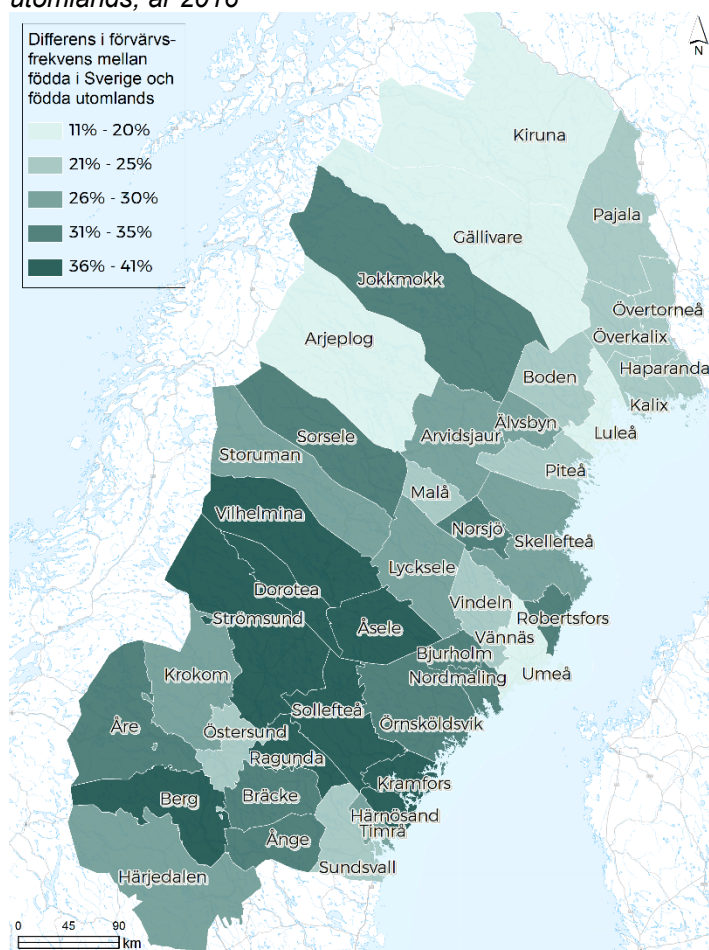 utomlands, år 2016
Differens i förvärvs-
frekvens mellan
födda i Sverige och
födda utomlands
11% - 20%
21% - 25%
26% - 30%
31% - 35%
36% - 41%
N
Kiruna
Pajala
Gällivare
Jokkmokk
Övertorneå
Arjeplog
Överkalix
Haparanda
Boden
Kalix
Älvsbyn
Luleå
Sorsele
Arvidsjaur
Storuman
Piteå
Malå
Vilhelmina
Norsjö
Skellefteå
Lycksele
Dorotea
Vindeln
Robertsfors
Strömsund
Åsele
Vännäs
Bjurholm
Umeå
Krokom
Nordmaling
Sollefteå
Örnsköldsvik
Åre
Östersund
Ragunda
Kramfors
Berg
Bräcke
Härnösand
Timrå
Ånge
Sundsvall
Härjedalen
0 45 90
km